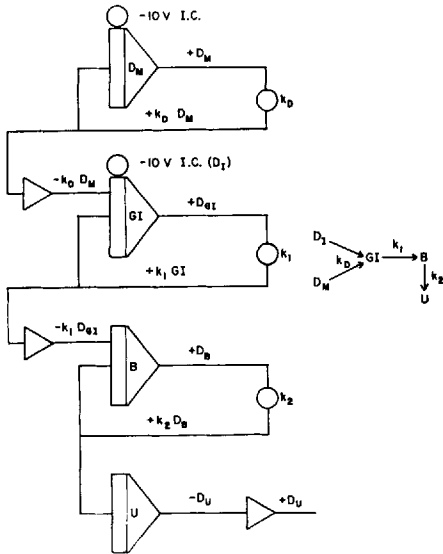 -10 V I.C.
D_M
+D_M
k_D
+k_D D_M
-k_D D_M
-10 V I.C. (D_I)
GI
+D_GI
k_1
+k_1 GI
D_I
k_D
D_M
GI
k_1
B
k_2
U
-k_1 D_GI
B
+D_B
k_2
+k_2 D_B
U
-D_U
+D_U